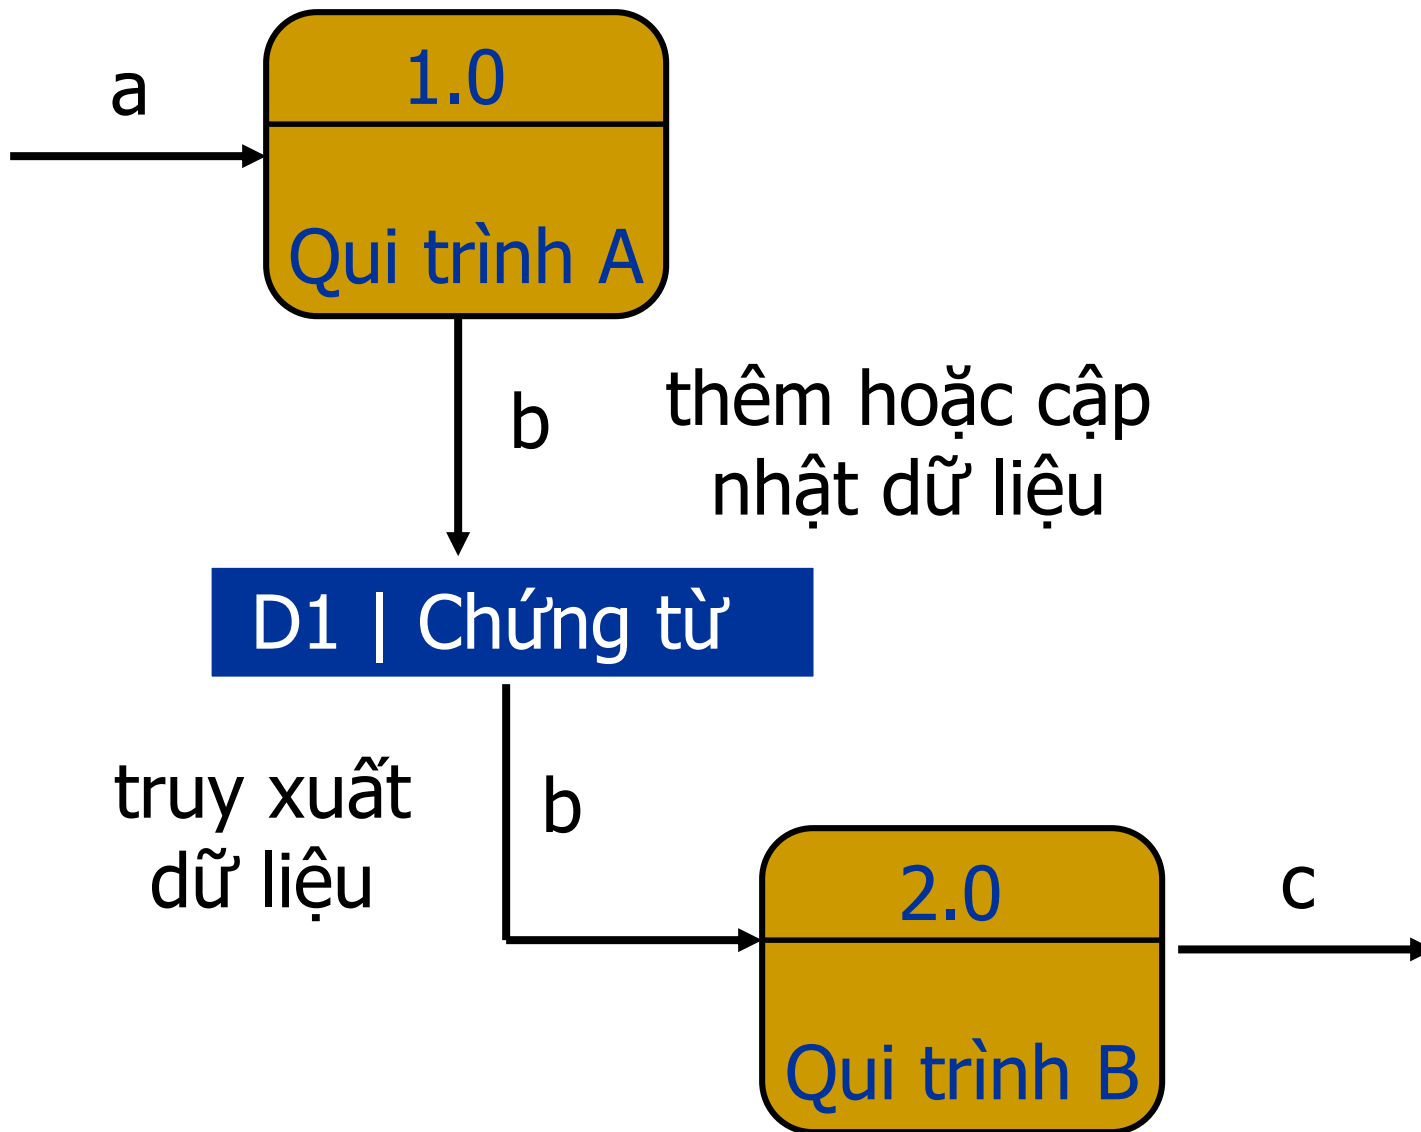 a
1.0
Qui trình A
b
thêm hoặc cập
nhật dữ liệu
D1 | Chứng từ
truy xuất
dữ liệu
b
2.0
Qui trình B
c